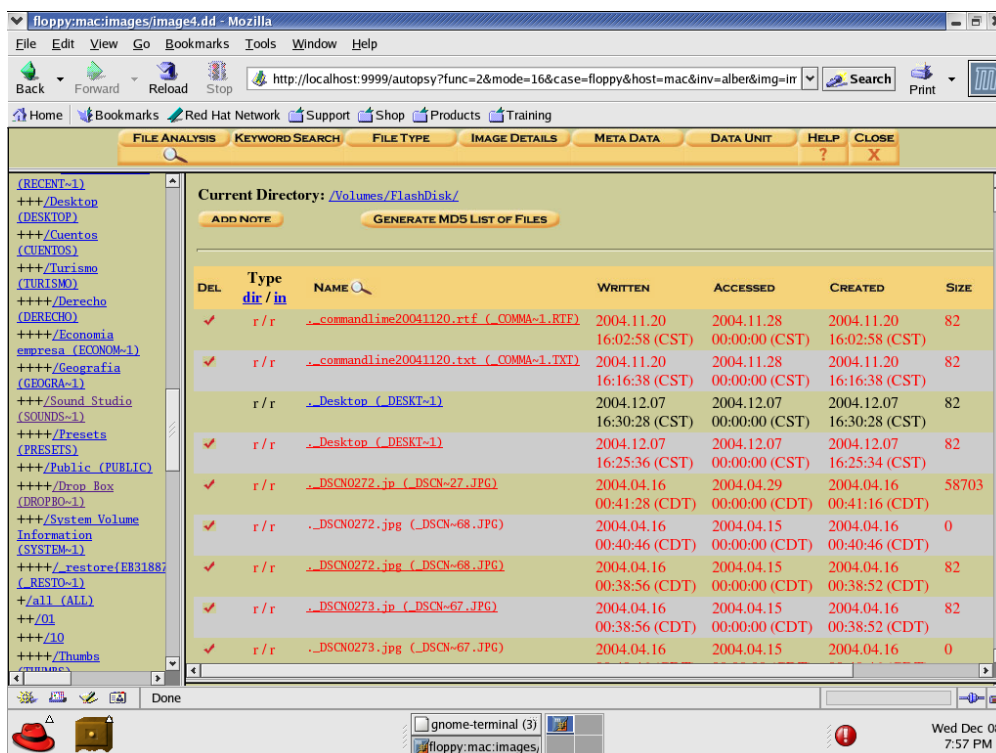 floppy:mac:images/image4.dd - Mozilla
File Edit View Go Bookmarks Tools Window Help
Back Forward Reload Stop http://localhost:9999/autopsy?func=2&mode=16&case=floppy&host=mac&inv=alber&img=im Search Print
Home Bookmarks Red Hat Network Support Shop Products Training
FILE ANALYSIS KEYWORD SEARCH FILE TYPE IMAGE DETAILS META DATA DATA UNIT HELP CLOSE
? X
(RECENT~1)
+++/Desktop
(DESKTOP)
+++/Cuentos
(CUENTOS)
+++/Turismo
(TURISMO)
++++/Derecho
(DERECHO)
++++/Economia
empresa (ECONOM~1)
++++/Geografia
(GEOGRA~1)
+++/Sound Studio
(SOUNDS~1)
++++/Presets
(PRESETS)
+++/Public (PUBLIC)
++++/Drop Box
(DROPBO~1)
+++/System Volume
Information
(SYSTEM~1)
++++/_restore{EB31887
(_RESTO~1)
+/all (ALL)
++/01
+++/10
++++/Thumbs
(THUMBS)
Current Directory: /Volumes/FlashDisk/
ADD NOTE GENERATE MD5 LIST OF FILES
DEL Type dir / in NAME WRITTEN ACCESSED CREATED SIZE
r / r ._commandlime20041120.rtf (_COMMA~1.RTF) 2004.11.20 2004.11.28 2004.11.20 82
16:02:58 (CST) 00:00:00 (CST) 16:02:58 (CST)
r / r ._commandline20041120.txt (_COMMA~1.TXT) 2004.11.20 2004.11.28 2004.11.20 82
16:16:38 (CST) 00:00:00 (CST) 16:16:38 (CST)
r / r ._Desktop (_DESKT~1) 2004.12.07 2004.12.07 2004.12.07 82
16:30:28 (CST) 00:00:00 (CST) 16:30:28 (CST)
r / r ._Desktop (_DESKT~1) 2004.12.07 2004.12.07 2004.12.07 82
16:25:36 (CST) 00:00:00 (CST) 16:25:34 (CST)
r / r ._DSCN0272.jp (_DSCN~27.JPG) 2004.04.16 2004.04.29 2004.04.16 58703
00:41:28 (CDT) 00:00:00 (CDT) 00:41:16 (CDT)
r / r ._DSCN0272.jpg (_DSCN~68.JPG) 2004.04.16 2004.04.15 2004.04.16 0
00:40:46 (CDT) 00:00:00 (CDT) 00:40:46 (CDT)
r / r ._DSCN0272.jpg (_DSCN~68.JPG) 2004.04.16 2004.04.15 2004.04.16 82
00:38:56 (CDT) 00:00:00 (CDT) 00:38:52 (CDT)
r / r ._DSCN0273.jp (_DSCN~67.JPG) 2004.04.16 2004.04.15 2004.04.16 82
00:38:56 (CDT) 00:00:00 (CDT) 00:38:52 (CDT)
r / r ._DSCN0273.jpg (_DSCN~67.JPG) 2004.04.16 2004.04.15 2004.04.16 0
Done
gnome-terminal (3)
floppy:mac:images/
Wed Dec 0
7:57 PM